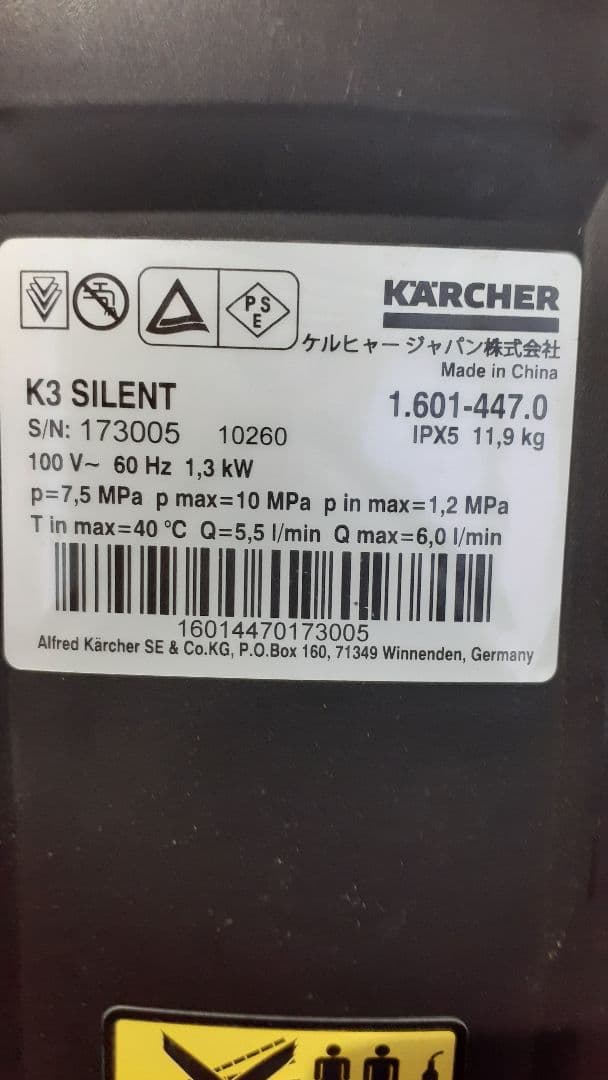 PSE
KÄRCHER
ケルヒャー ジャパン株式会社
Made in China
K3 SILENT
1.601-447.0
S/N: 173005 10260
IPX5 11,9 kg
100 V~ 60 Hz 1,3 kW
p=7,5 MPa p max=10 MPa p in max=1,2 MPa
T in max=40 °C Q=5,5 l/min Q max=6,0 l/min
16014470173005
Alfred Kärcher SE & Co.KG, P.O.Box 160, 71349 Winnenden, Germany